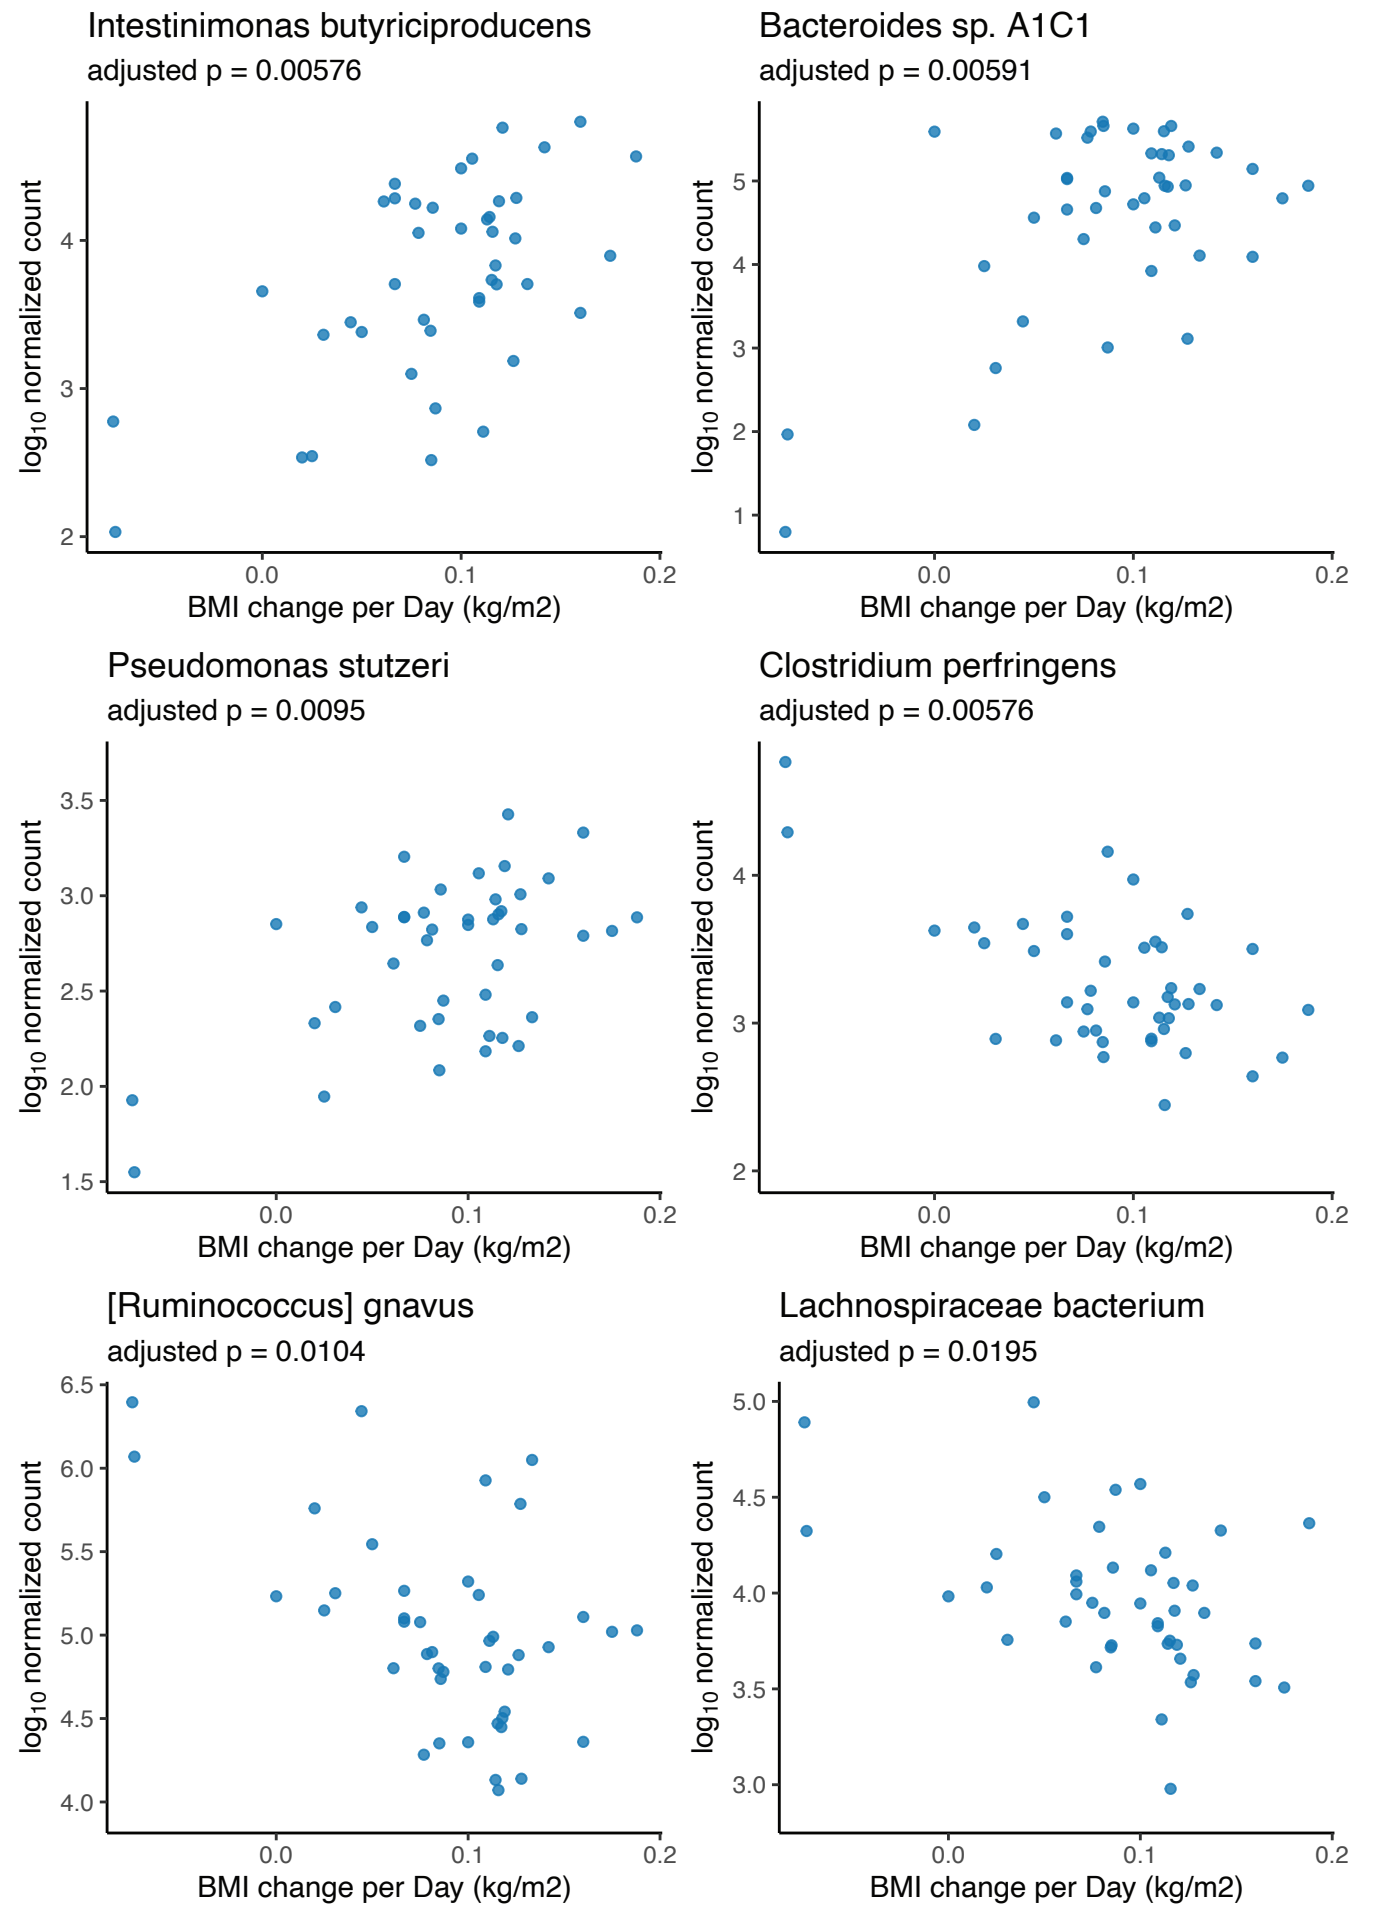 Intestinimonas butyriciproducens
adjusted p = 0.00576
log10 normalized count
4
3
2
0.0 0.1 0.2
BMI change per Day (kg/m2)
Bacteroides sp. A1C1
adjusted p = 0.00591
log10 normalized count
5
4
3
2
1
0.0 0.1 0.2
BMI change per Day (kg/m2)
Pseudomonas stutzeri
adjusted p = 0.0095
log10 normalized count
3.5
3.0
2.5
2.0
1.5
0.0 0.1 0.2
BMI change per Day (kg/m2)
Clostridium perfringens
adjusted p = 0.00576
log10 normalized count
4
3
2
0.0 0.1 0.2
BMI change per Day (kg/m2)
[Ruminococcus] gnavus
adjusted p = 0.0104
log10 normalized count
6.5
6.0
5.5
5.0
4.5
4.0
0.0 0.1 0.2
BMI change per Day (kg/m2)
Lachnospiraceae bacterium
adjusted p = 0.0195
log10 normalized count
5.0
4.5
4.0
3.5
3.0
0.0 0.1 0.2
BMI change per Day (kg/m2)